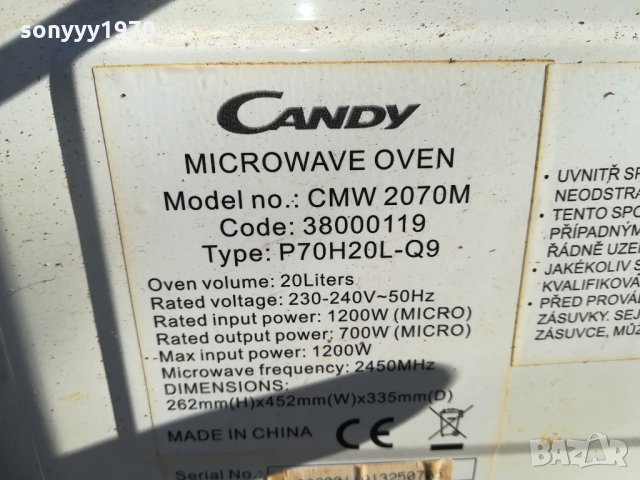 sonyyy1970
CANDY
MICROWAVE OVEN
Model no.: CMW 2070M
Code: 38000119
Type: P70H20L-Q9
Oven volume: 20Liters
Rated voltage: 230-240V~50Hz
Rated input power: 1200W (MICRO)
Rated output power: 700W (MICRO)
Max input power: 1200W
Microwave frequency: 2450MHz
DIMENSIONS:
262mm(H)x452mm(W)x335mm(D)
MADE IN CHINA CE
Serial No.:
• UVNITŘ SP
NEODSTRA
• TENTO SPO
PŘÍPADNÝM
ŘÁDNĚ UZE
• JAKÉKOLIV S
KVALIFIKOVA
• PŘED PROVÁ
ZÁSUVKY. SEJ
ZÁSUVCE, MŮŽ
bazar.bg